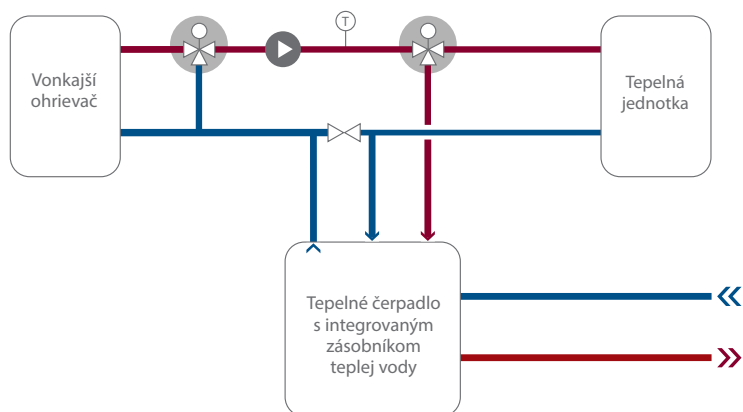 T
Vonkajší
ohrievač
Tepelná
jednotka
Tepelné čerpadlo
s integrovaným
zásobníkom
teplej vody